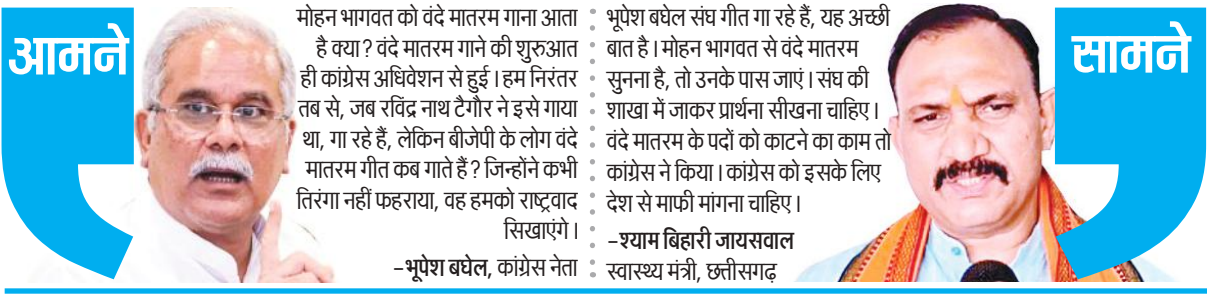 आमने
मोहन भागवत को वंदे मातरम गाना आता
है क्या? वंदे मातरम गाने की शुरुआत
ही कांग्रेस अधिवेशन से हुई। हम निरंतर
तब से, जब रविंद्र नाथ टैगौर ने इसे गाया
था, गा रहे हैं, लेकिन बीजेपी के लोग वंदे
मातरम गीत कब गाते हैं? जिन्होंने कभी
तिरंगा नहीं फहराया, वह हमको राष्ट्रवाद
सिखाएंगे।
-भूपेश बघेल, कांग्रेस नेता
भूपेश बघेल संघ गीत गा रहे हैं, यह अच्छी
बात है। मोहन भागवत से वंदे मातरम
सुनना है, तो उनके पास जाएं। संघ की
शाखा में जाकर प्रार्थना सीखना चाहिए।
वंदे मातरम के पदों को काटने का काम तो
कांग्रेस ने किया। कांग्रेस को इसके लिए
देश से माफी मांगना चाहिए।
-श्याम बिहारी जायसवाल
स्वास्थ्य मंत्री, छत्तीसगढ़
सामने